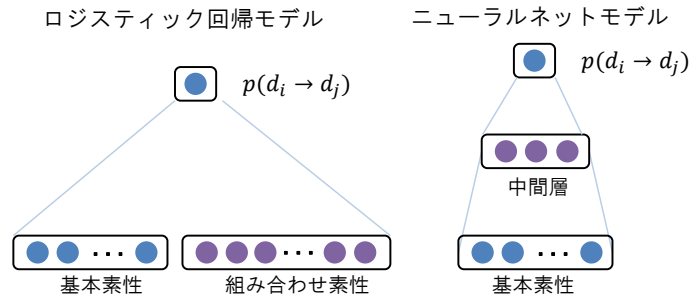 ロジスティック回帰モデル
p(d_i → d_j)
基本素性
組み合わせ素性
ニューラルネットモデル
p(d_i → d_j)
中間層
基本素性